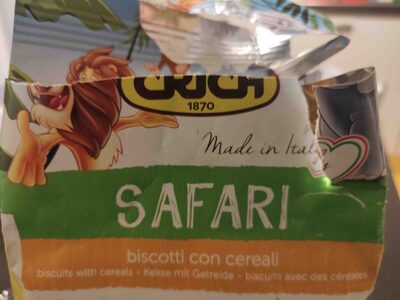 CRICH
1870
Made in Italy
SAFARI
biscotti con cereali
biscuits with cereals - Kekse mit Getreide - biscuits avec des céréales